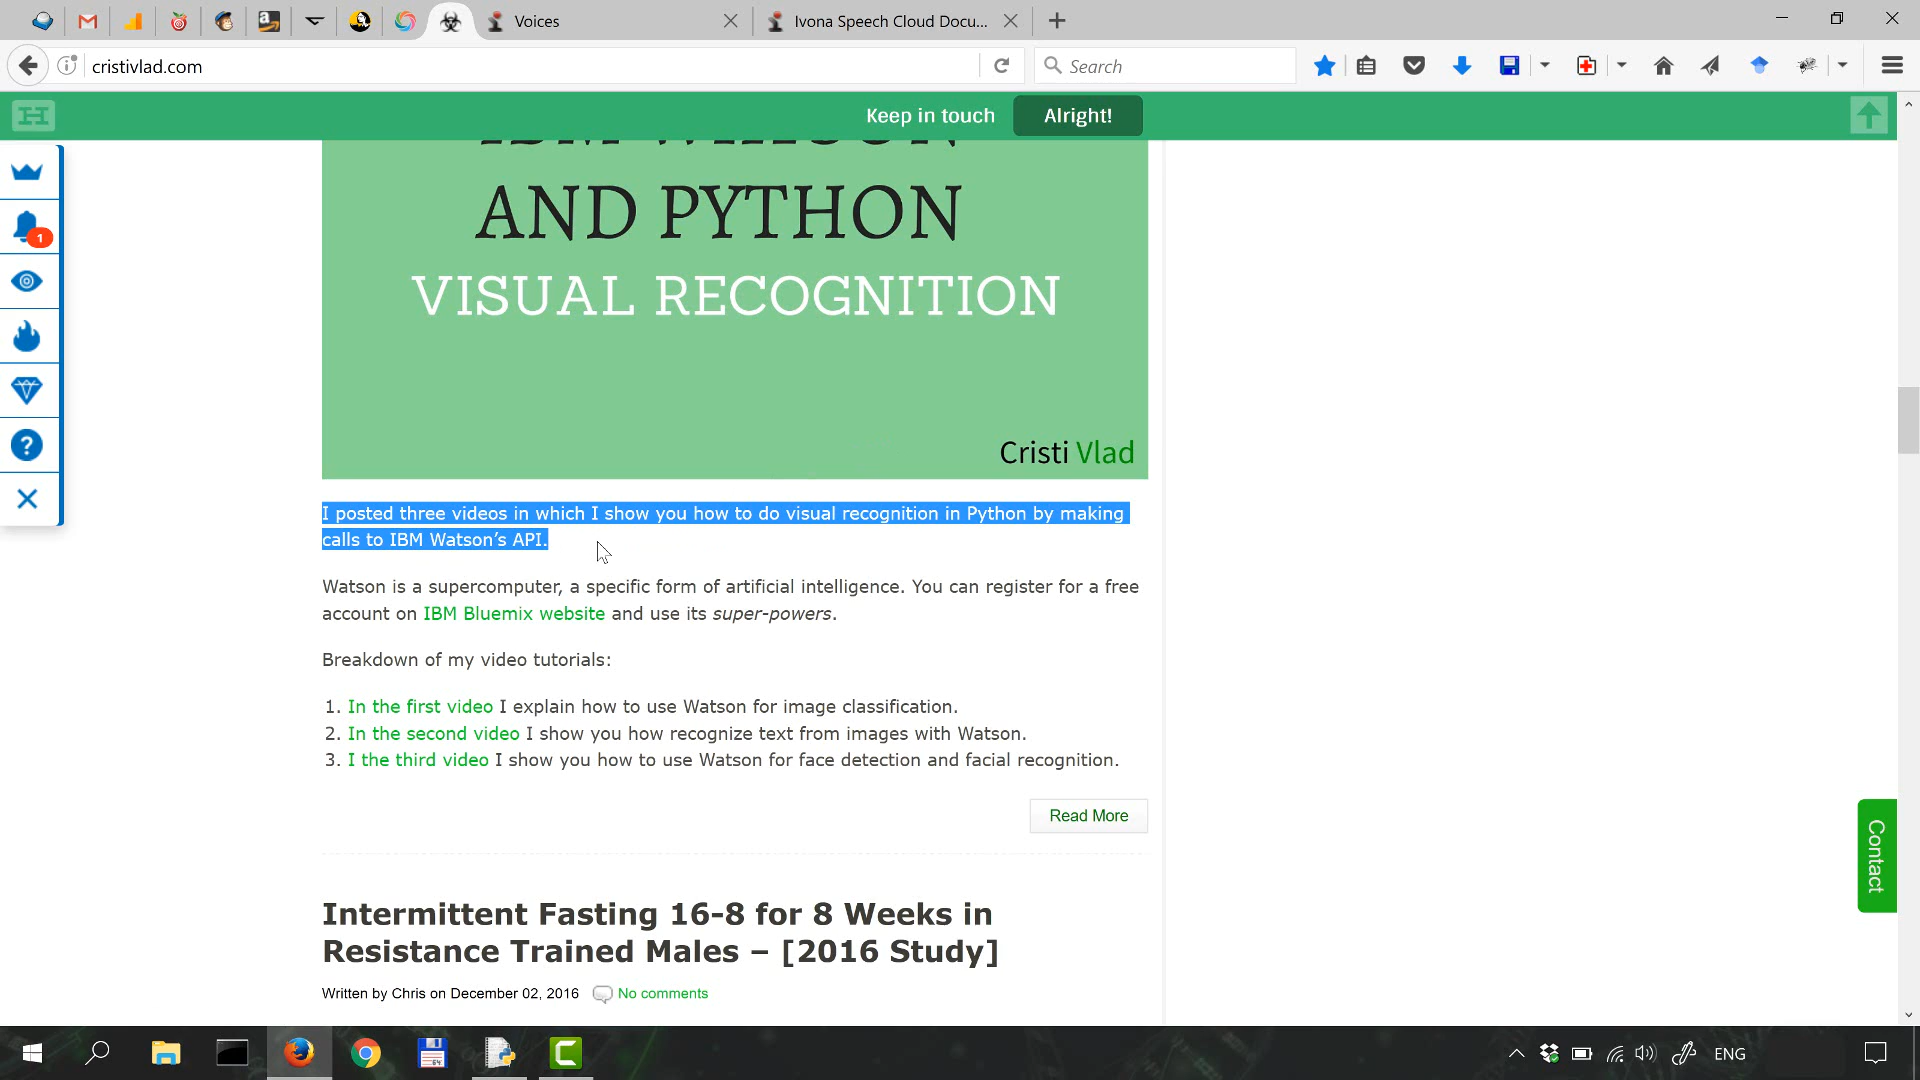 Voices
Ivona Speech Cloud Docu...
cristivlad.com
Search
Keep in touch
Alright!
1
IBM WATSON
AND PYTHON
VISUAL RECOGNITION
Cristi Vlad
I posted three videos in which I show you how to do visual recognition in Python by making
calls to IBM Watson’s API.
Watson is a supercomputer, a specific form of artificial intelligence. You can register for a free
account on IBM Bluemix website and use its super-powers.
Breakdown of my video tutorials:
1. In the first video I explain how to use Watson for image classification.
2. In the second video I show you how recognize text from images with Watson.
3. I the third video I show you how to use Watson for face detection and facial recognition.
Read More
Contact
Intermittent Fasting 16-8 for 8 Weeks in
Resistance Trained Males – [2016 Study]
Written by Chris on December 02, 2016 No comments
ENG